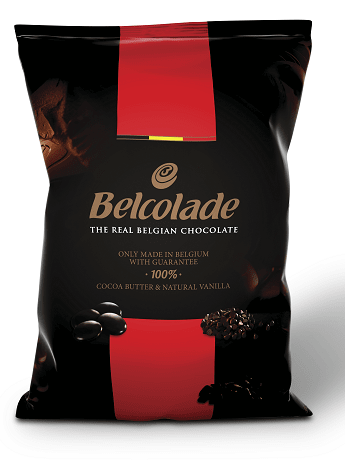 Belcolade
THE REAL BELGIAN CHOCOLATE
ONLY MADE IN BELGIUM
WITH GUARANTEE
· 100% ·
COCOA BUTTER & NATURAL VANILLA